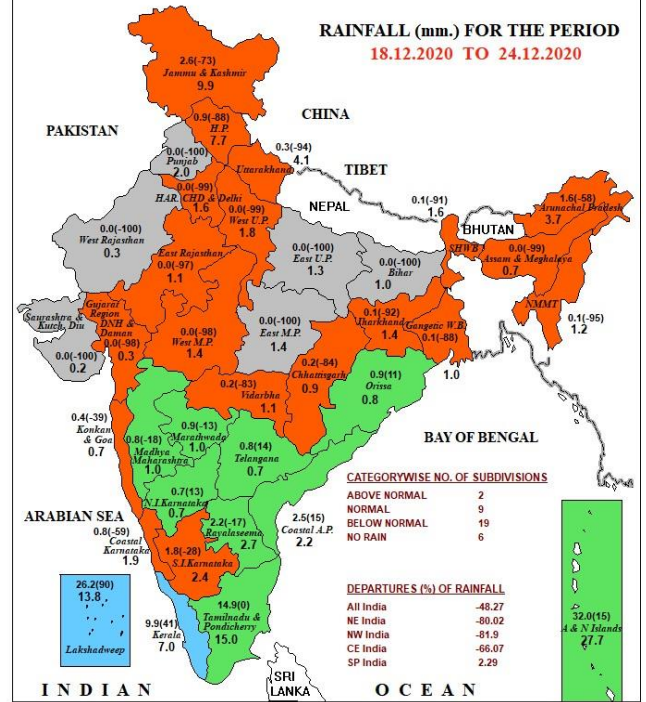 RAINFALL (mm.) FOR THE PERIOD
18.12.2020 TO 24.12.2020
2.6(-73)
Jammu & Kashmir
9.9
CHINA
0.9(-88)
H.P.
7.7
PAKISTAN
0.0(-100)
Punjab
2.0
0.3(-94)
4.1
Uttarakhand
TIBET
0.0(-99)
HAR. CHD & Delhi
1.6
0.0(-99)
West U.P.
1.8
NEPAL
0.1(-91)
1.6
1.6(-58)
Arunachal Pradesh
3.7
BHUTAN
0.0(-100)
West Rajasthan
0.3
East Rajasthan
0.0(-97)
1.1
0.0(-100)
East U.P.
1.3
0.0(-100)
Bihar
1.0
SHWB
0.0(-99)
Assam & Meghalaya
0.7
NMMT
0.1(-95)
1.2
Saurashtra &
Kutch, Diu
0.0(-100)
0.2
Gujarat
Region
DNH &
Daman
0.0(-98)
0.3
0.0(-98)
West M.P.
1.4
0.0(-100)
East M.P.
1.4
0.1(-92)
Jharkhand
1.4
Gangetic W.B.
0.1(-88)
1.0
0.2(-84)
Chhattisgarh
0.9
0.2(-83)
Vidarbha
1.1
0.9(11)
Orissa
0.8
0.4(-39)
Konkan
& Goa
0.7
0.8(-18)
Madhya
Maharashtra
1.0
0.9(-13)
Marathwada
1.0
0.8(14)
Telangana
0.7
BAY OF BENGAL
0.7(13)
N.I.Karnataka
0.7
ARABIAN SEA
0.8(-59)
Coastal
Karnataka
1.9
2.2(-17)
Rayalaseema
2.7
2.5(15)
Coastal A.P.
2.2
1.8(-28)
S.I.Karnataka
2.4
CATEGORYWISE NO. OF SUBDIVISIONS
ABOVE NORMAL 2
NORMAL 9
BELOW NORMAL 19
NO RAIN 6
DEPARTURES (%) OF RAINFALL
All India -48.27
NE India -80.02
NW India -81.9
CE India -66.07
SP India 2.29
26.2(90)
13.8
Lakshadweep
9.9(41)
Kerala
7.0
14.9(0)
Tamilnadu &
Pondicherry
15.0
32.0(15)
A & N Islands
27.7
SRI
LANKA
INDIAN OCEAN